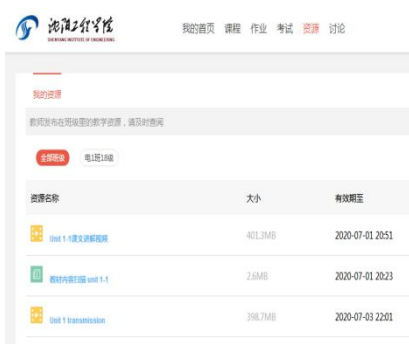 沈阳工程学院
SHENYANG INSTITUTE OF ENGINEERING
我的首页 课程 作业 考试 资源 讨论
我的资源
教师发布在班级里的教学资源，请及时查阅
全部班级 电1班18级
资源名称 大小 有效期至
Unit 1-1课文讲解视频 401.3MB 2020-07-01 20:51
教材内容扫描 unit 1-1 2.6MB 2020-07-01 20:23
Unit 1 transmission 398.7MB 2020-07-03 22:01